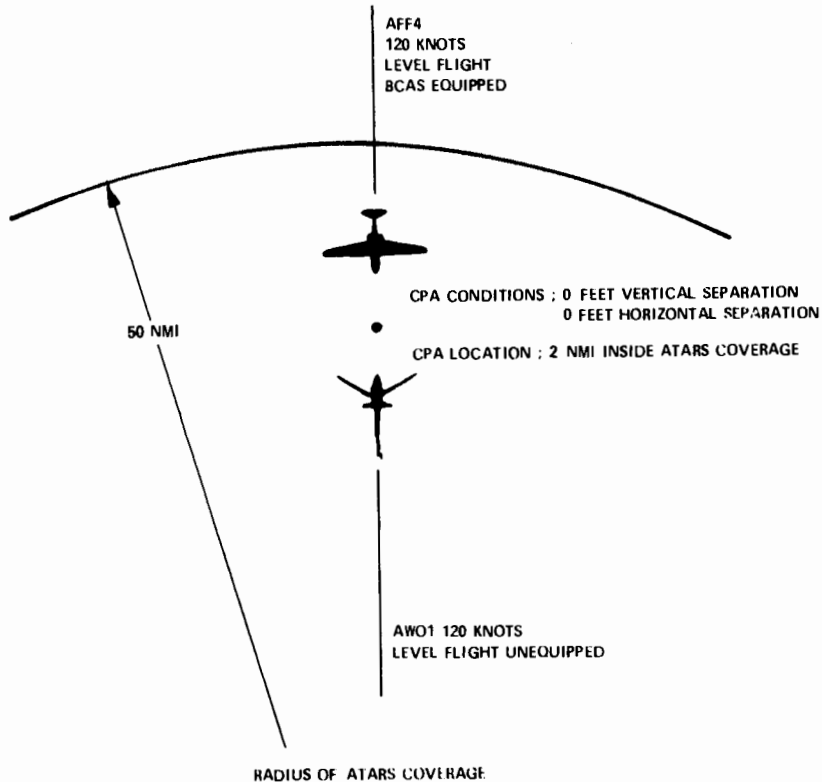 AFF4
120 KNOTS
LEVEL FLIGHT
BCAS EQUIPPED
CPA CONDITIONS ; 0 FEET VERTICAL SEPARATION
0 FEET HORIZONTAL SEPARATION
50 NMI
CPA LOCATION ; 2 NMI INSIDE ATARS COVERAGE
AWO1 120 KNOTS
LEVEL FLIGHT UNEQUIPPED
RADIUS OF ATARS COVERAGE